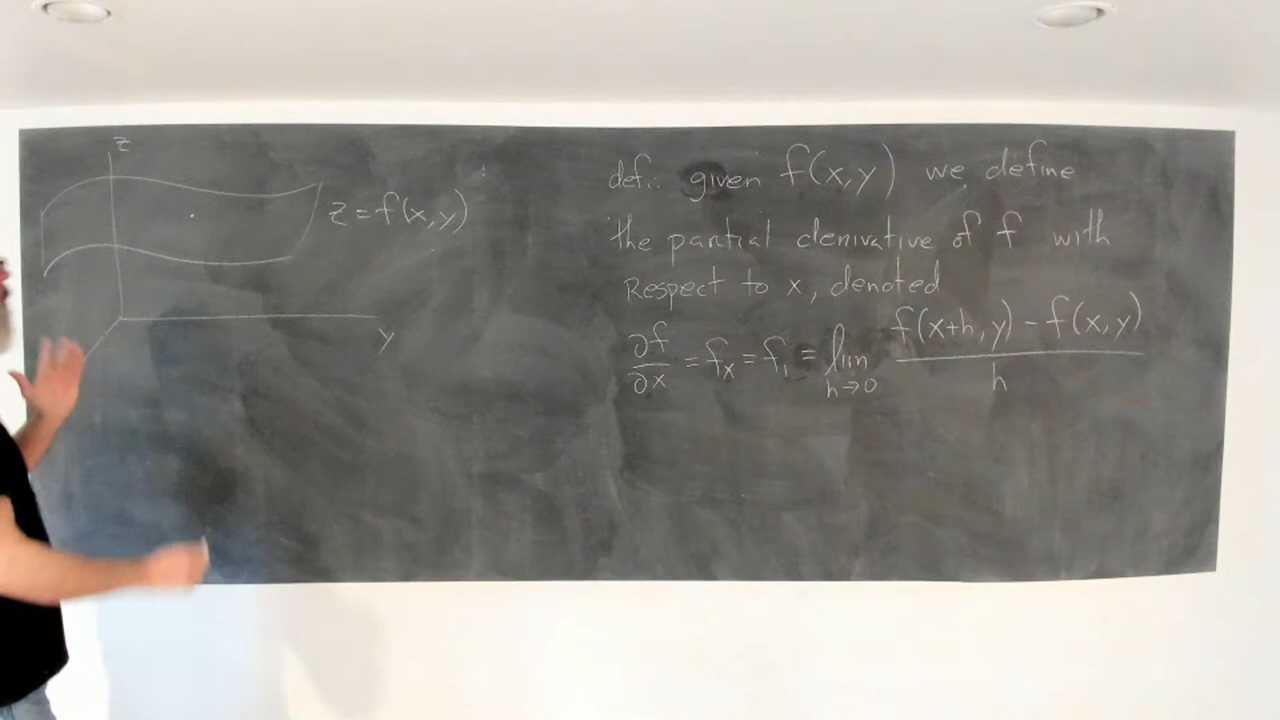 z
z=f(x,y)
y
def.: given f(x,y) we define
the partial derivative of f with
Respect to x, denoted
∂f/∂x = fₓ = f₁ = lim h→0 (f(x+h,y) - f(x,y))/h